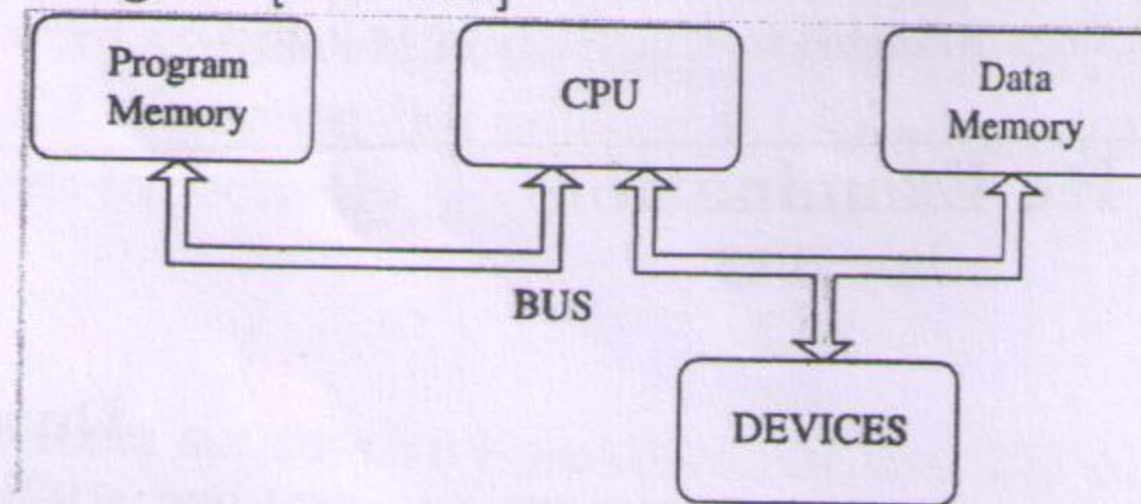 Program
Memory
CPU
Data
Memory
BUS
DEVICES